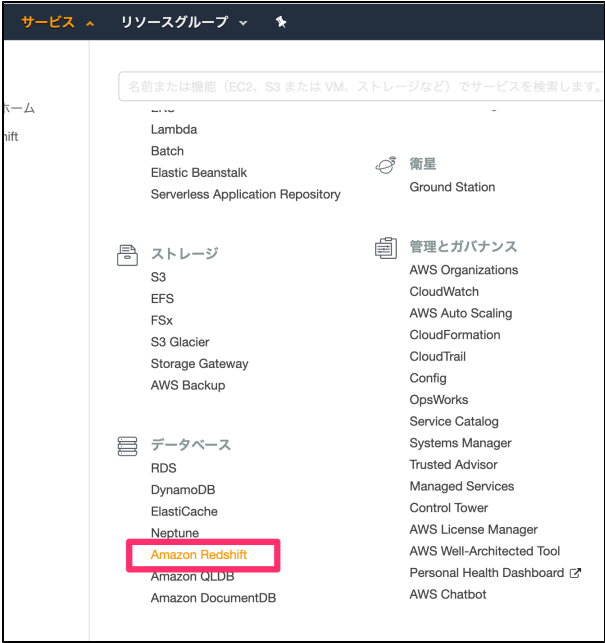 サービス
リソースグループ
名前または機能（EC2、S3 または VM、ストレージなど）でサービスを検索します。
ホーム
hift
Lambda
Batch
Elastic Beanstalk
Serverless Application Repository
ストレージ
S3
EFS
FSx
S3 Glacier
Storage Gateway
AWS Backup
データベース
RDS
DynamoDB
ElastiCache
Neptune
Amazon Redshift
Amazon QLDB
Amazon DocumentDB
衛星
Ground Station
管理とガバナンス
AWS Organizations
CloudWatch
AWS Auto Scaling
CloudFormation
CloudTrail
Config
OpsWorks
Service Catalog
Systems Manager
Trusted Advisor
Managed Services
Control Tower
AWS License Manager
AWS Well-Architected Tool
Personal Health Dashboard
AWS Chatbot